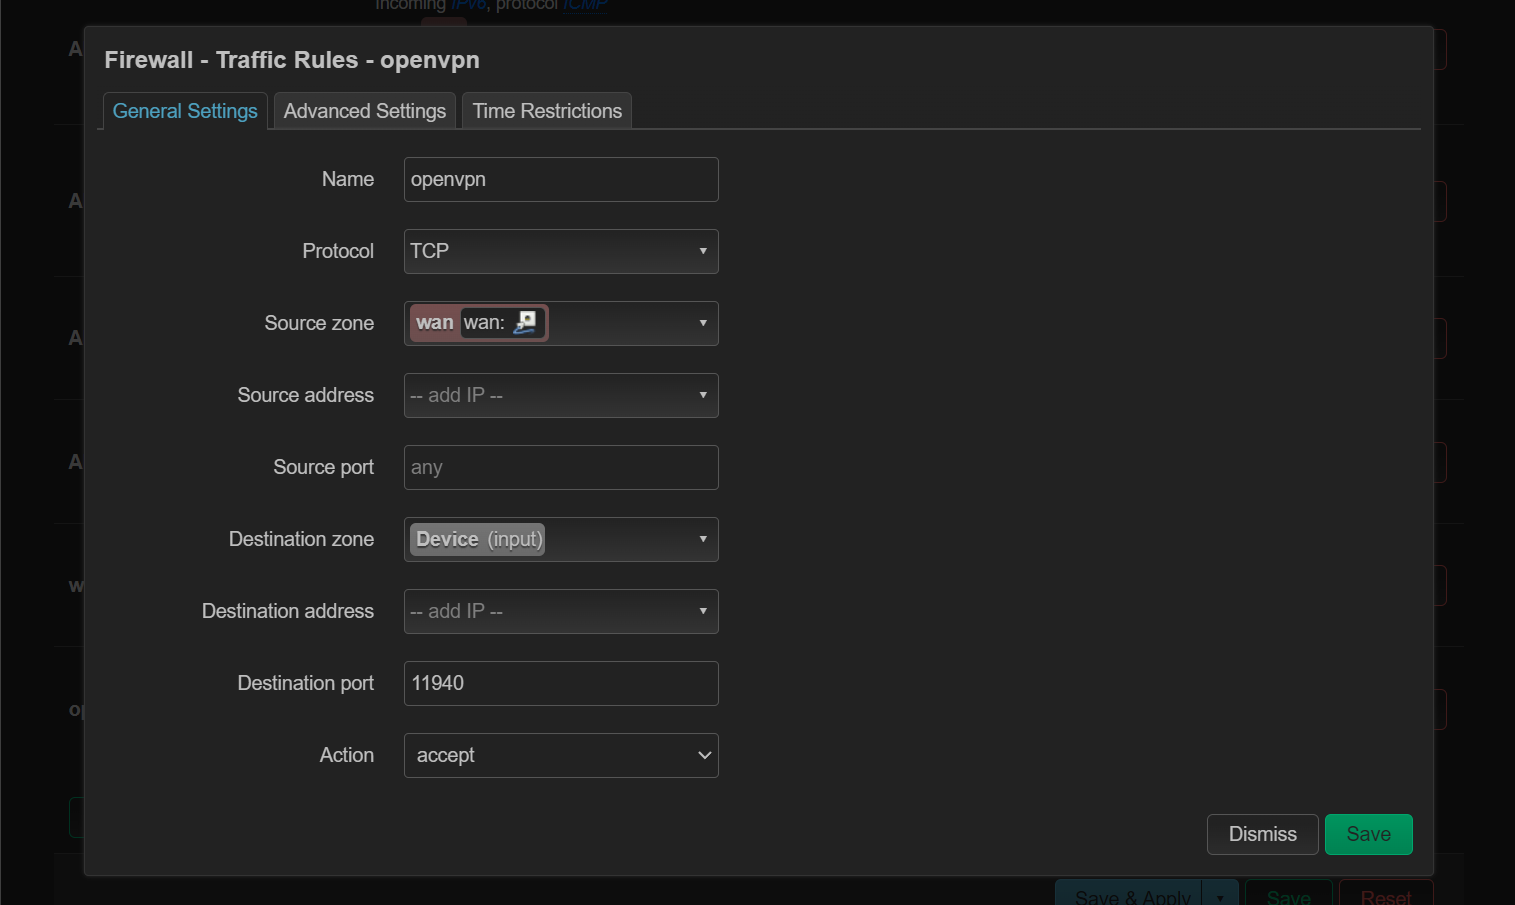 Incoming IPv6, protocol ICMP
Firewall - Traffic Rules - openvpn
General Settings
Advanced Settings
Time Restrictions
Name
openvpn
Protocol
TCP
Source zone
wan wan:
Source address
-- add IP --
Source port
any
Destination zone
Device (input)
Destination address
-- add IP --
Destination port
11940
Action
accept
Dismiss
Save
A
A
A
A
w
op
Save & Apply
Save
Reset